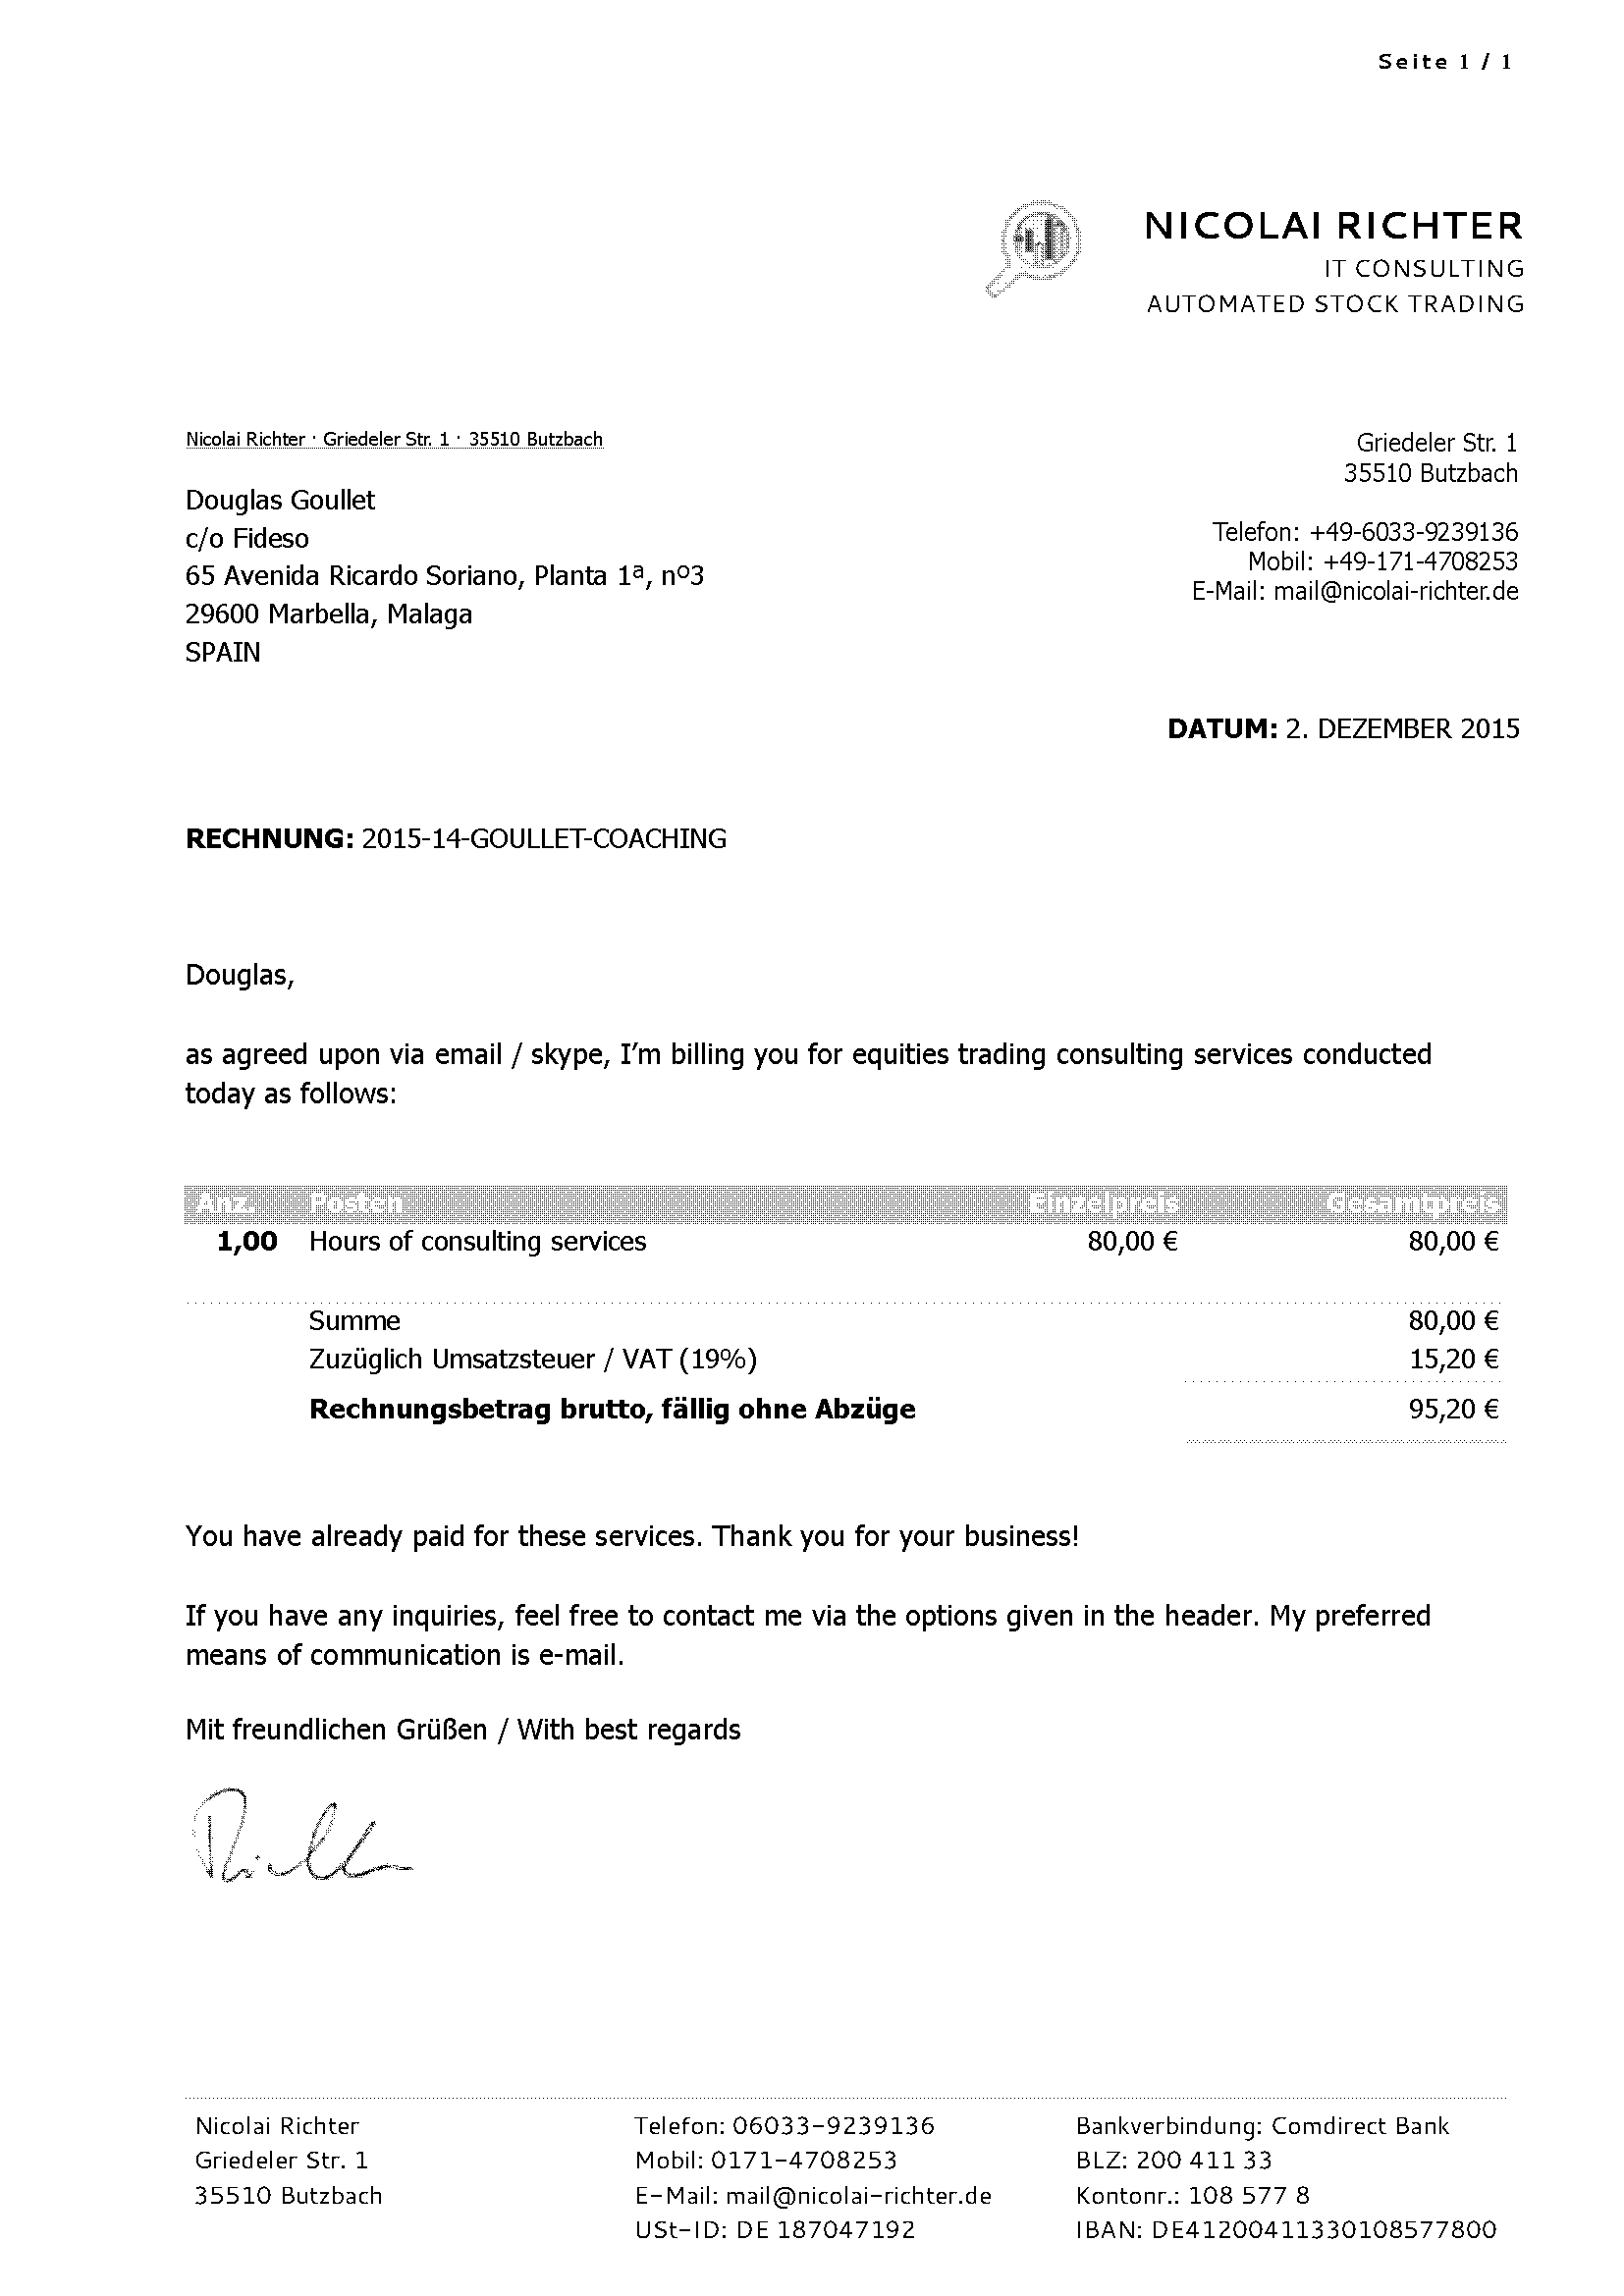 Seite 1 / 1
NICOLAI RICHTER
IT CONSULTING
AUTOMATED STOCK TRADING
Nicolai Richter · Griedeler Str. 1 · 35510 Butzbach
Douglas Goullet
c/o Fideso
65 Avenida Ricardo Soriano, Planta 1ª, nº3
29600 Marbella, Malaga
SPAIN
Griedeler Str. 1
35510 Butzbach
Telefon: +49-6033-9239136
Mobil: +49-171-4708253
E-Mail: mail@nicolai-richter.de
DATUM: 2. DEZEMBER 2015
RECHNUNG: 2015-14-GOULLET-COACHING
Douglas,
as agreed upon via email / skype, I'm billing you for equities trading consulting services conducted
today as follows:
Anz. Posten Einzelpreis Gesamtpreis
1,00 Hours of consulting services 80,00 € 80,00 €
Summe 80,00 €
Zuzüglich Umsatzsteuer / VAT (19%) 15,20 €
Rechnungsbetrag brutto, fällig ohne Abzüge 95,20 €
You have already paid for these services. Thank you for your business!
If you have any inquiries, feel free to contact me via the options given in the header. My preferred
means of communication is e-mail.
Mit freundlichen Grüßen / With best regards
Nicolai Richter
Griedeler Str. 1
35510 Butzbach
Telefon: 06033-9239136
Mobil: 0171-4708253
E-Mail: mail@nicolai-richter.de
USt-ID: DE 187047192
Bankverbindung: Comdirect Bank
BLZ: 200 411 33
Kontonr.: 108 577 8
IBAN: DE41200411330108577800